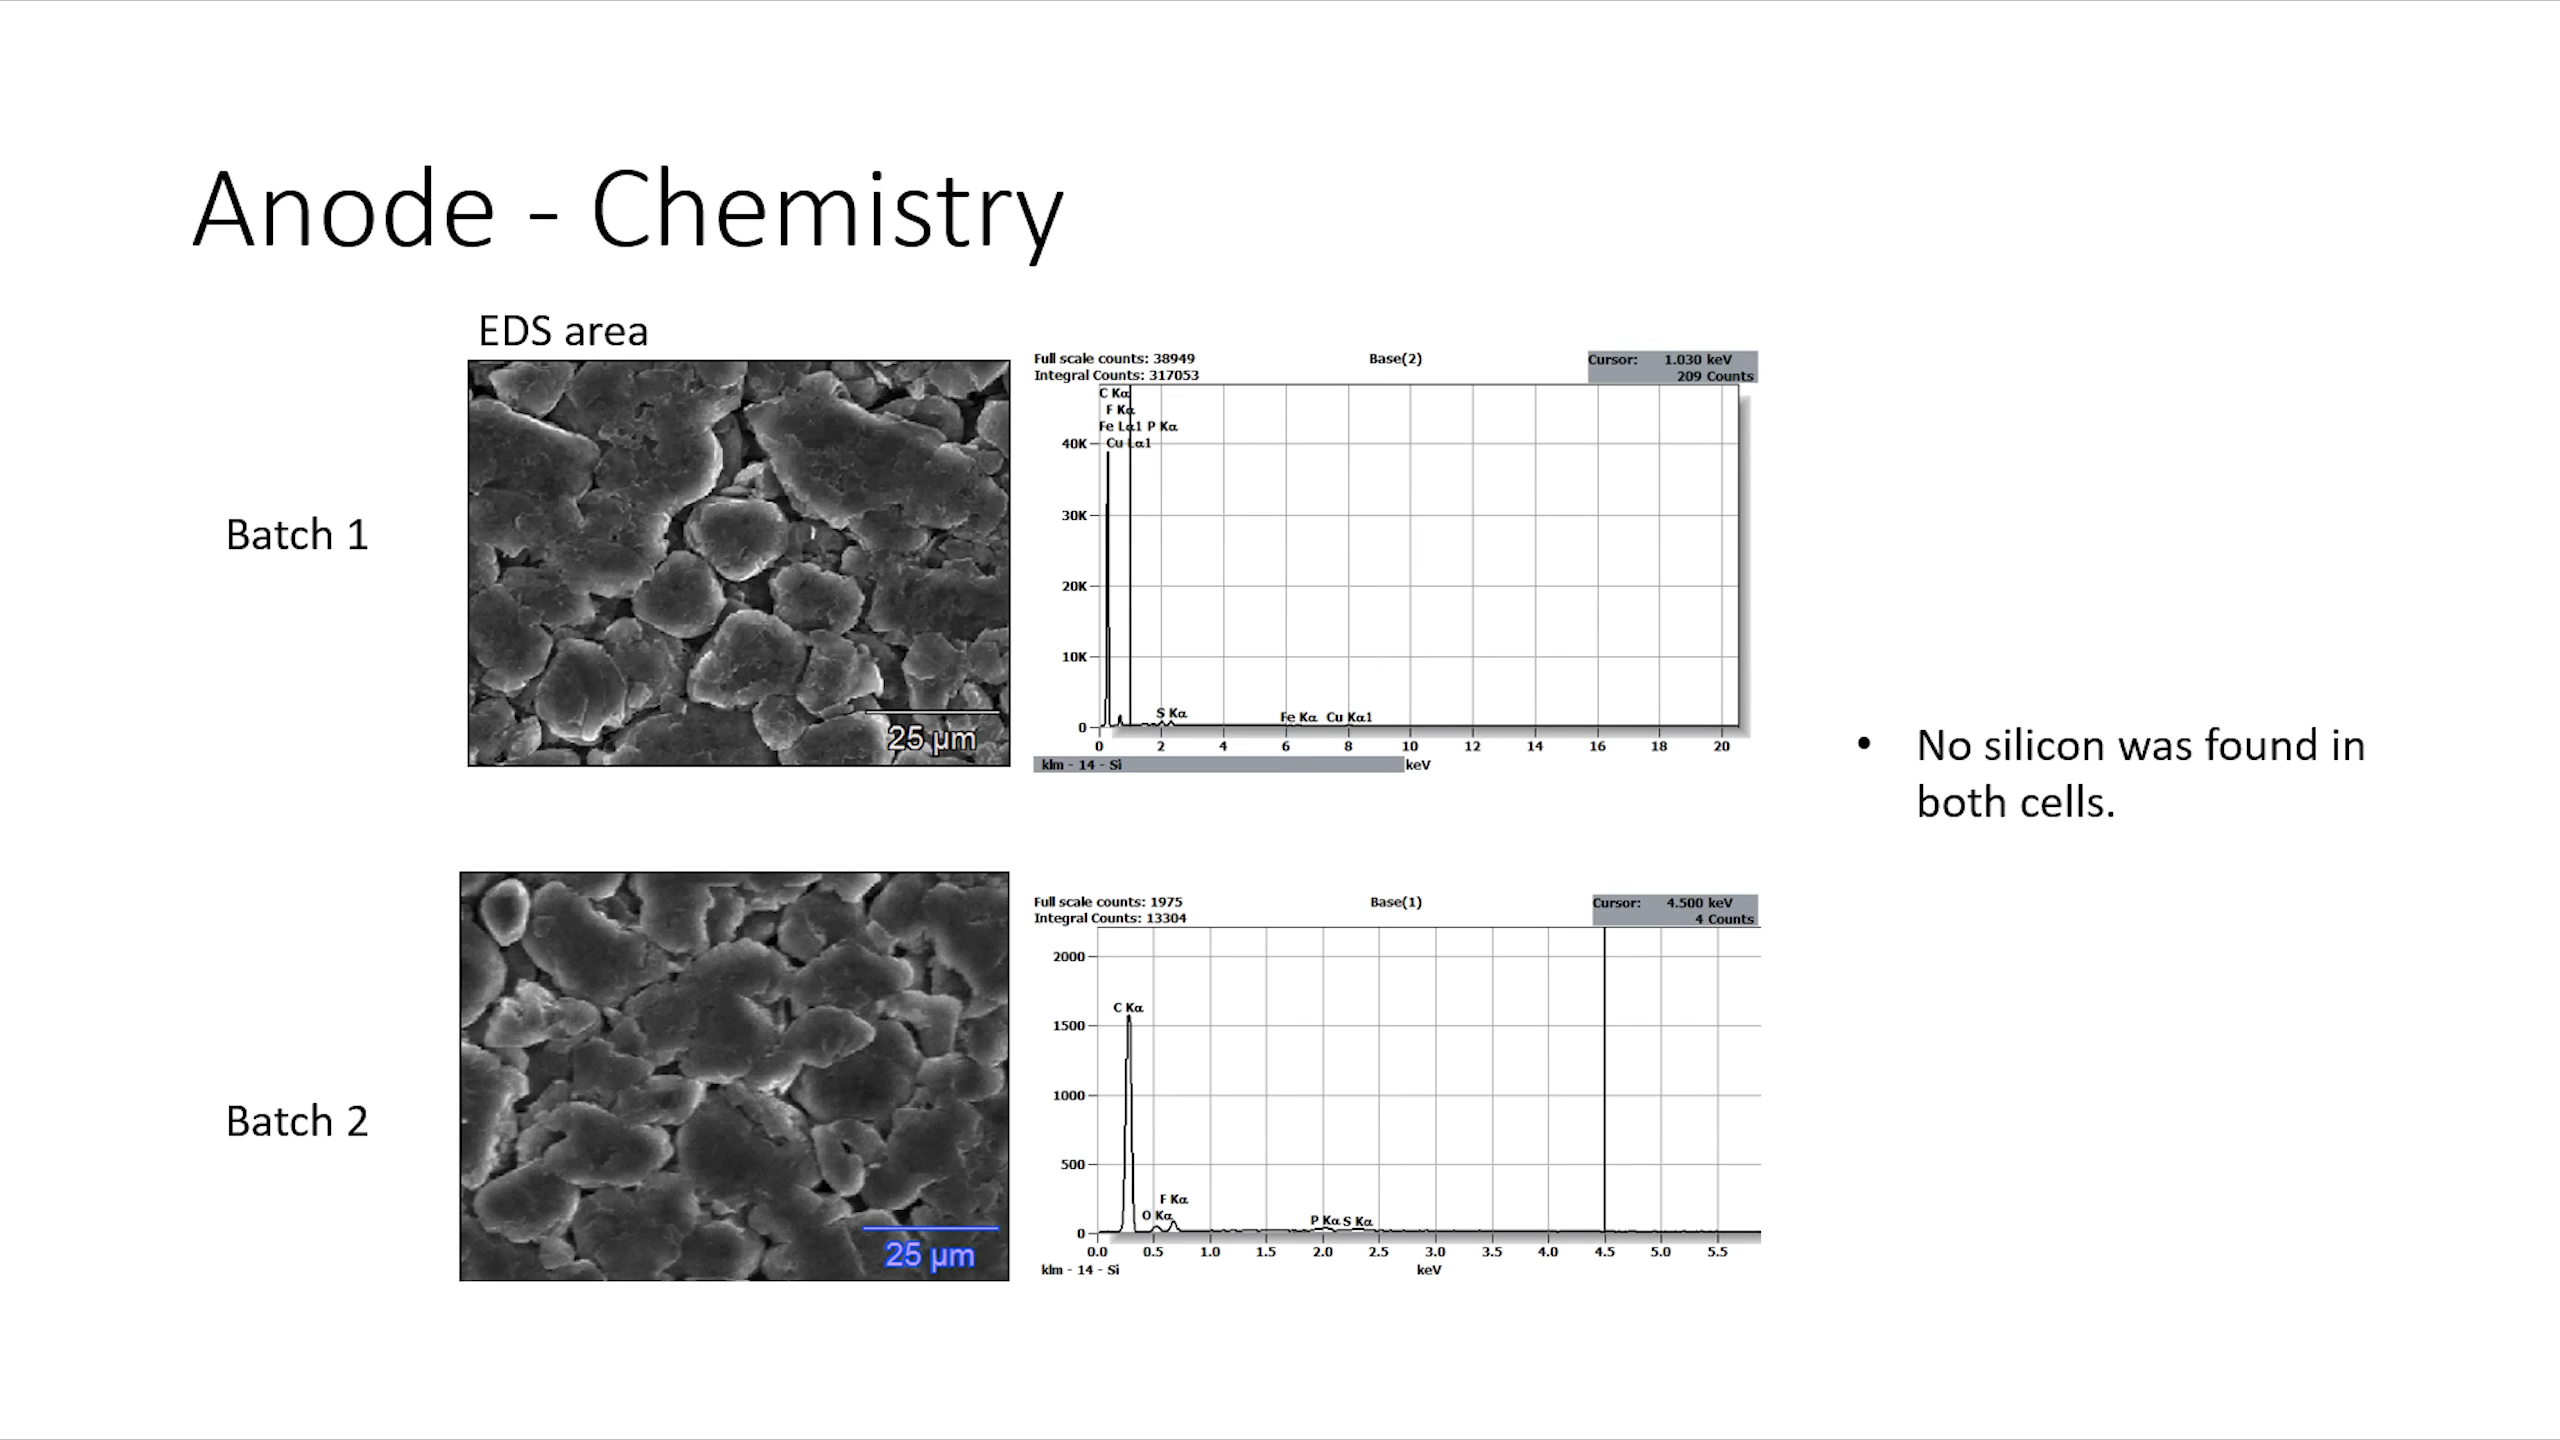 Anode - Chemistry
EDS area
Batch 1
25 µm
Full scale counts: 38949
Integral Counts: 317053
Base(2)
Cursor: 1.030 keV
209 Counts
C Kα
F Kα
Fe Lα1 P Kα
Cu Lα1
40K
30K
20K
10K
0
S Kα
Fe Kα Cu Kα1
0 2 4 6 8 10 12 14 16 18 20
klm - 14 - Si
keV
• No silicon was found in
both cells.
Batch 2
25 µm
Full scale counts: 1975
Integral Counts: 13304
Base(1)
Cursor: 4.500 keV
4 Counts
2000
1500
1000
500
0
C Kα
F Kα
O Kα
P Kα S Kα
0.0 0.5 1.0 1.5 2.0 2.5 3.0 3.5 4.0 4.5 5.0 5.5
klm - 14 - Si
keV